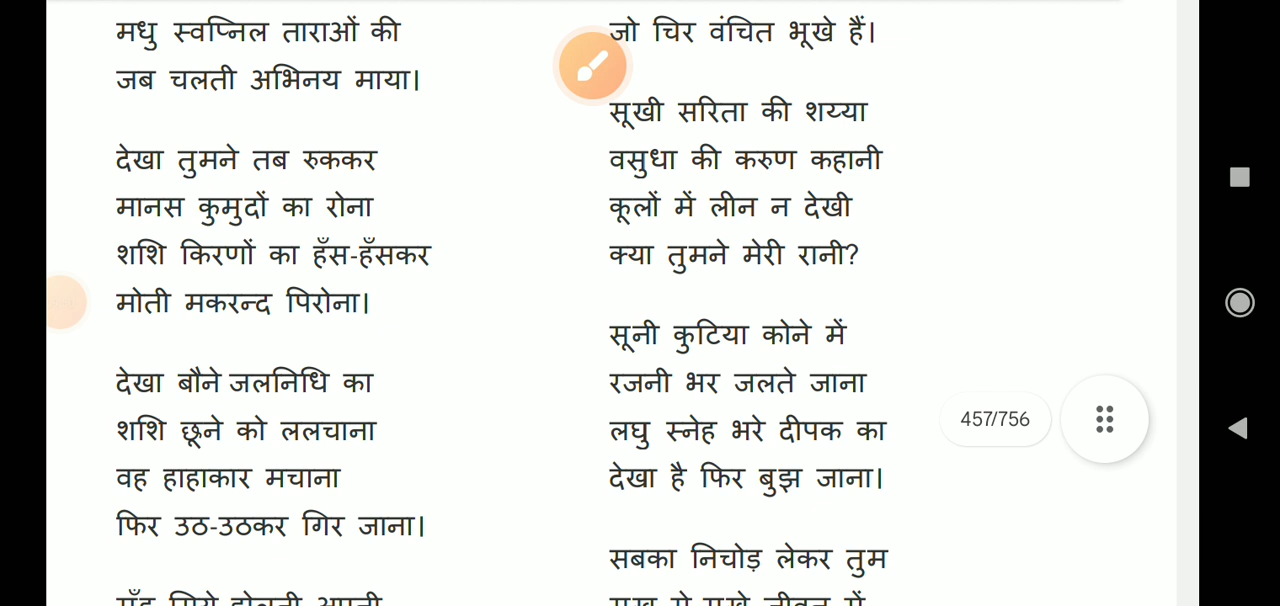 मधु स्वप्निल ताराओं की
जब चलती अभिनय माया।
देखा तुमने तब रुककर
मानस कुमुदों का रोना
शशि किरणों का हँस-हँसकर
मोती मकरन्द पिरोना।
देखा बौने जलनिधि का
शशि छूने को ललचाना
वह हाहाकार मचाना
फिर उठ-उठकर गिर जाना।
जो चिर वंचित भूखे हैं।
सूखी सरिता की शय्या
वसुधा की करुण कहानी
कूलों में लीन न देखी
क्या तुमने मेरी रानी?
सूनी कुटिया कोने में
रजनी भर जलते जाना
लघु स्नेह भरे दीपक का
देखा है फिर बुझ जाना।
सबका निचोड़ लेकर तुम
457/756